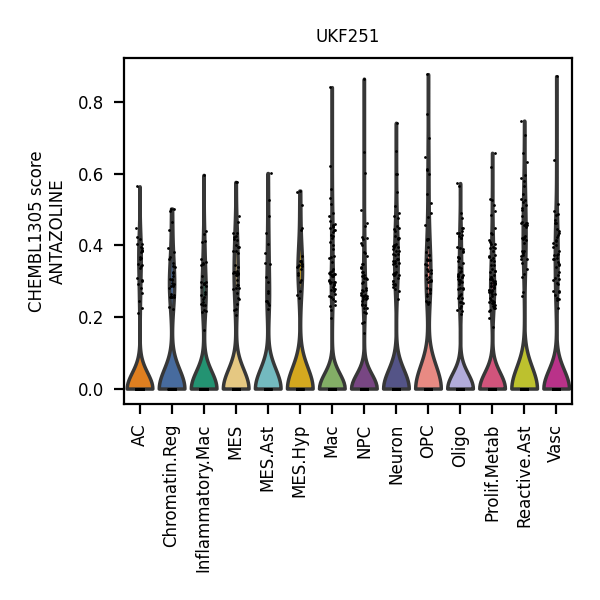 UKF251
CHEMBL1305 score
ANTAZOLINE
0.8
0.6
0.4
0.2
0.0
AC
Chromatin.Reg
Inflammatory.Mac
MES
MES.Ast
MES.Hyp
Mac
NPC
Neuron
OPC
Oligo
Prolif.Metab
Reactive.Ast
Vasc